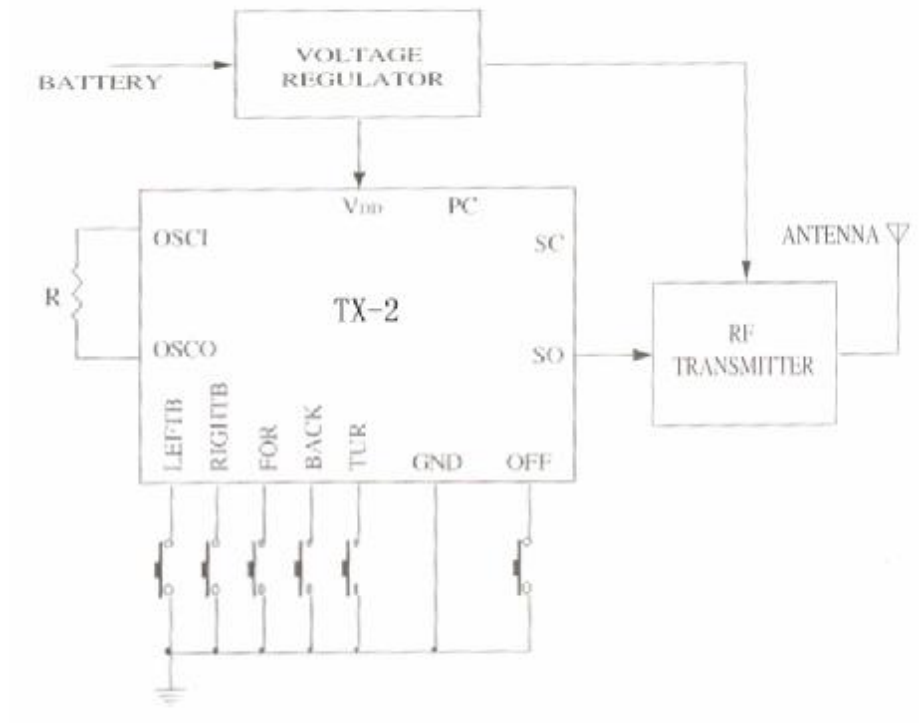 VOLTAGE
REGULATOR
BATTERY
VDD
PC
OSCI
SC
ANTENNA
R
TX-2
RF
TRANSMITTER
OSCO
SO
LEFTB
RIGHTB
FOR
BACK
TUR
GND
OFF